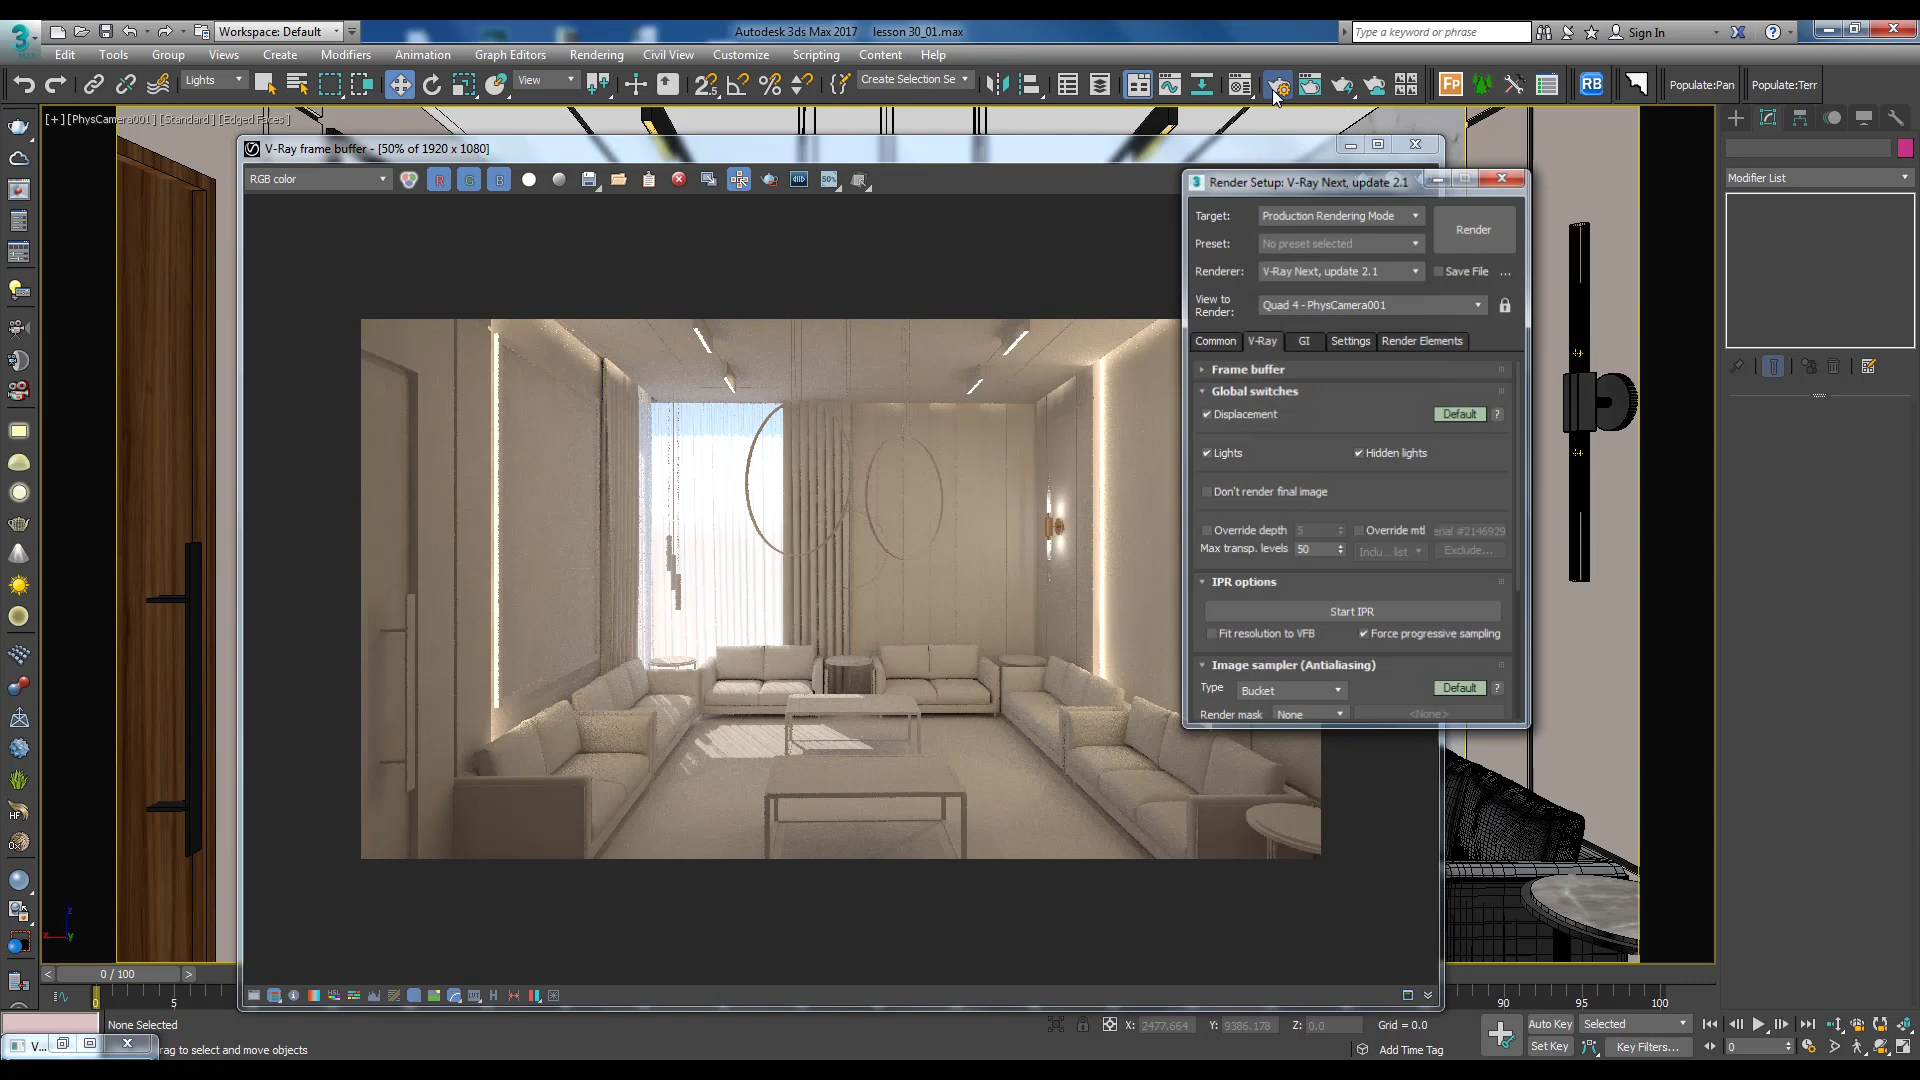 Workspace: Default
Autodesk 3ds Max 2017 lesson 30_01.max
Type a keyword or phrase
Sign In
Edit Tools Group Views Create Modifiers Animation Graph Editors Rendering Civil View Customize Scripting Content Help
Lights
View
Create Selection Se
Populate:Pan
Populate:Terr
[+] [PhysCamera001] [Standard] [Edged Faces]
V-Ray frame buffer - [50% of 1920 x 1080]
RGB color
R G B
50%
Render Setup: V-Ray Next, update 2.1
Target: Production Rendering Mode
Render
Preset: No preset selected
Renderer: V-Ray Next, update 2.1
Save File ...
View to
Render:
Quad 4 - PhysCamera001
Common V-Ray GI Settings Render Elements
Frame buffer
Global switches
Displacement
Default ?
Lights
Hidden lights
Don't render final image
Override depth 5
Override mtl erial #2146929
Max transp. levels 50
Inclu... list
Exclude...
IPR options
Start IPR
Fit resolution to VFB
Force progressive sampling
Image sampler (Antialiasing)
Type Bucket
Default ?
Render mask None
<None>
Modifier List
0 / 100
0 5 90 95 100
None Selected
X: 2477.664 Y: 9386.178 Z: 0.0 Grid = 0.0
Auto Key Selected
V...
rag to select and move objects
Add Time Tag
Set Key Key Filters... 0